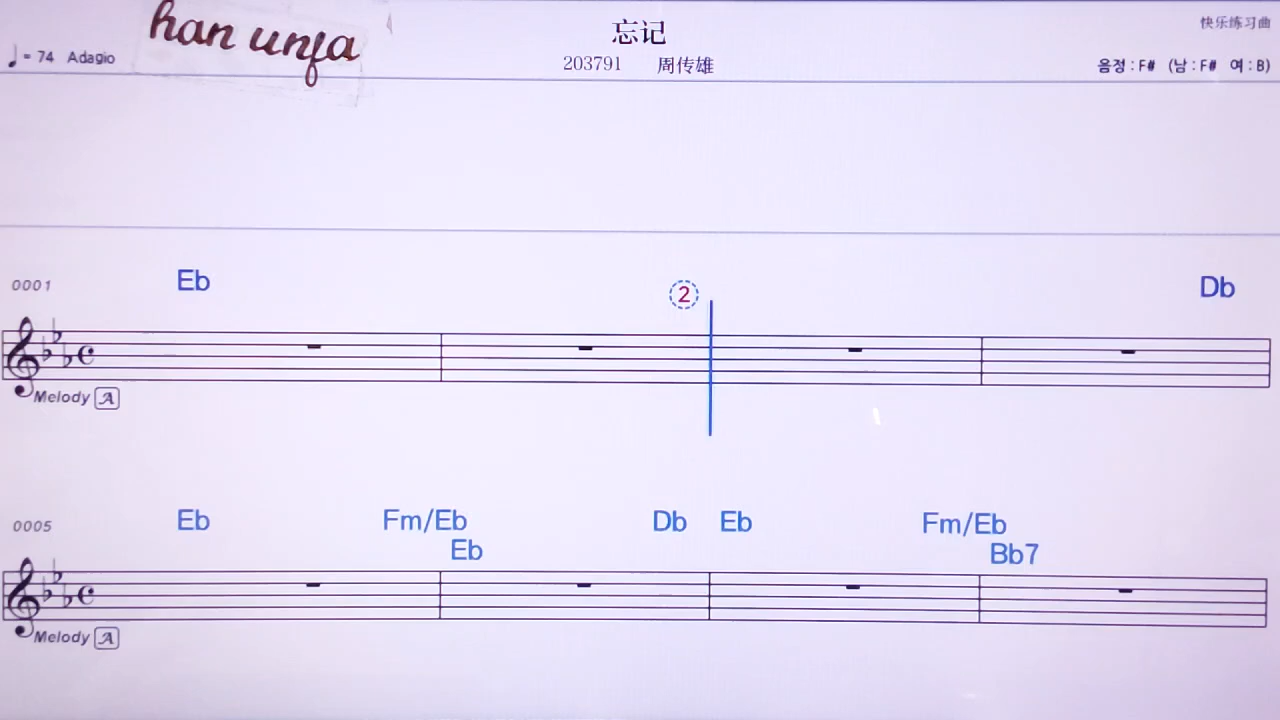 han unfa
忘记
快乐练习曲
♩= 74 Adagio
203791 周传雄
음정 : F# (남 : F# 여 : B)
0001 Eb ② Db
Melody A
0005 Eb Fm/Eb Db Eb Fm/Eb
Eb Bb7
Melody A